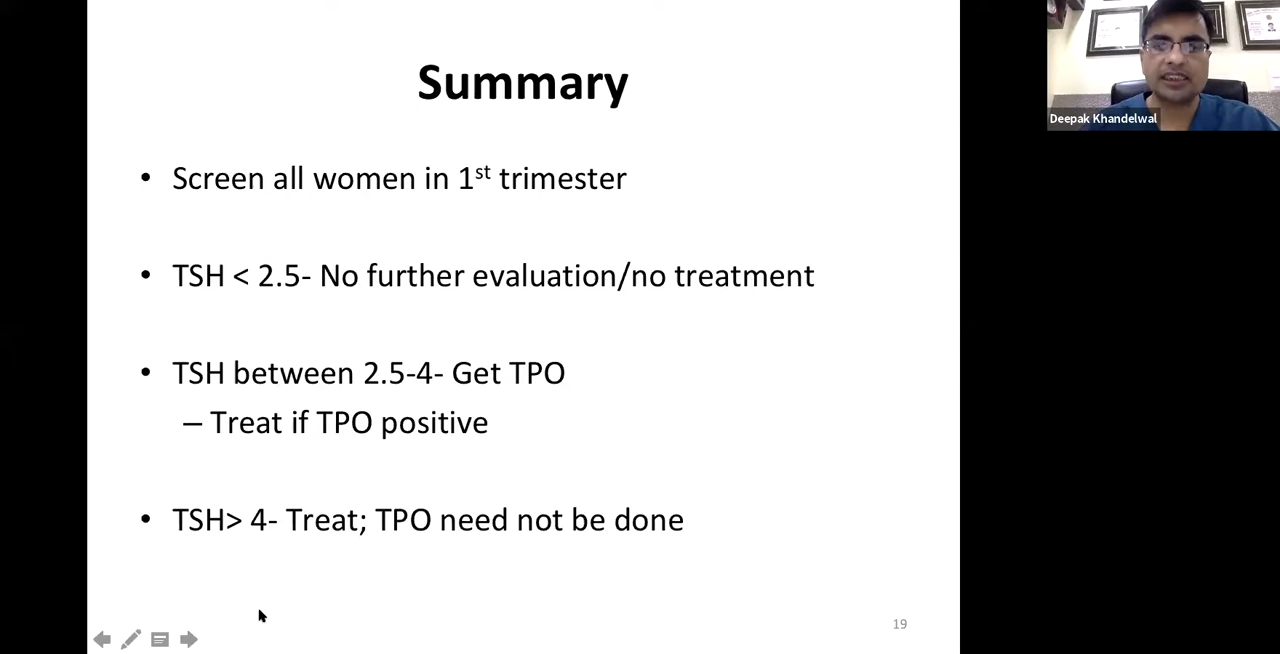 Summary
• Screen all women in 1st trimester
• TSH < 2.5- No further evaluation/no treatment
• TSH between 2.5-4- Get TPO
– Treat if TPO positive
• TSH> 4- Treat; TPO need not be done
19
Deepak Khandelwal